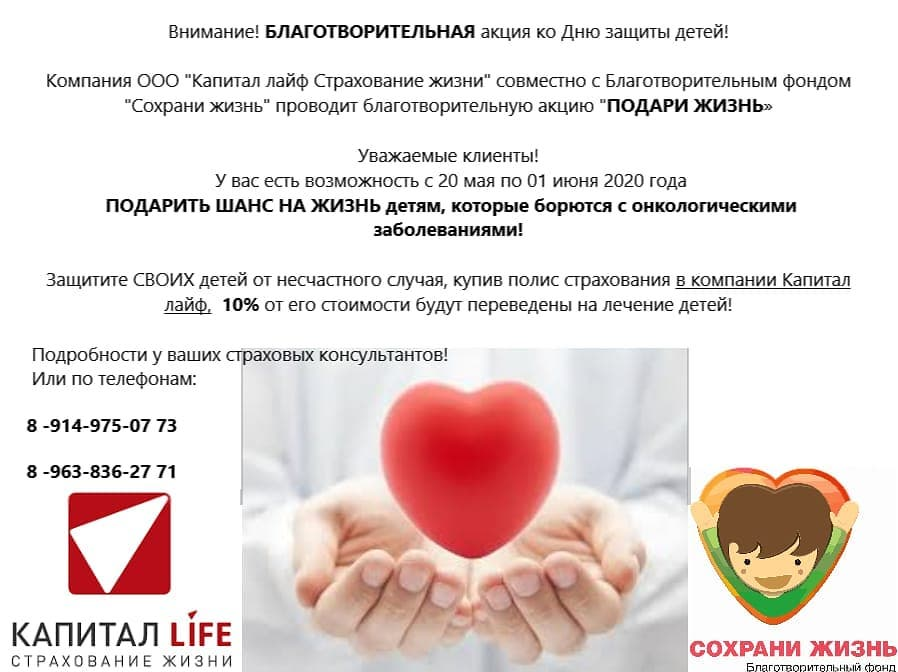 Внимание! БЛАГОТВОРИТЕЛЬНАЯ акция ко Дню защиты детей!
Компания ООО "Капитал лайф Страхование жизни" совместно с Благотворительным фондом
"Сохрани жизнь" проводит благотворительную акцию "ПОДАРИ ЖИЗНЬ»
Уважаемые клиенты!
У вас есть возможность с 20 мая по 01 июня 2020 года
ПОДАРИТЬ ШАНС НА ЖИЗНЬ детям, которые борются с онкологическими
заболеваниями!
Защитите СВОИХ детей от несчастного случая, купив полис страхования в компании Капитал
лайф, 10% от его стоимости будут переведены на лечение детей!
Подробности у ваших страховых консультантов!
Или по телефонам:
8 -914-975-07 73
8 -963-836-27 71
КАПИТАЛ LIFE
СТРАХОВАНИЕ ЖИЗНИ
СОХРАНИ ЖИЗНЬ
Благотворительный фонд